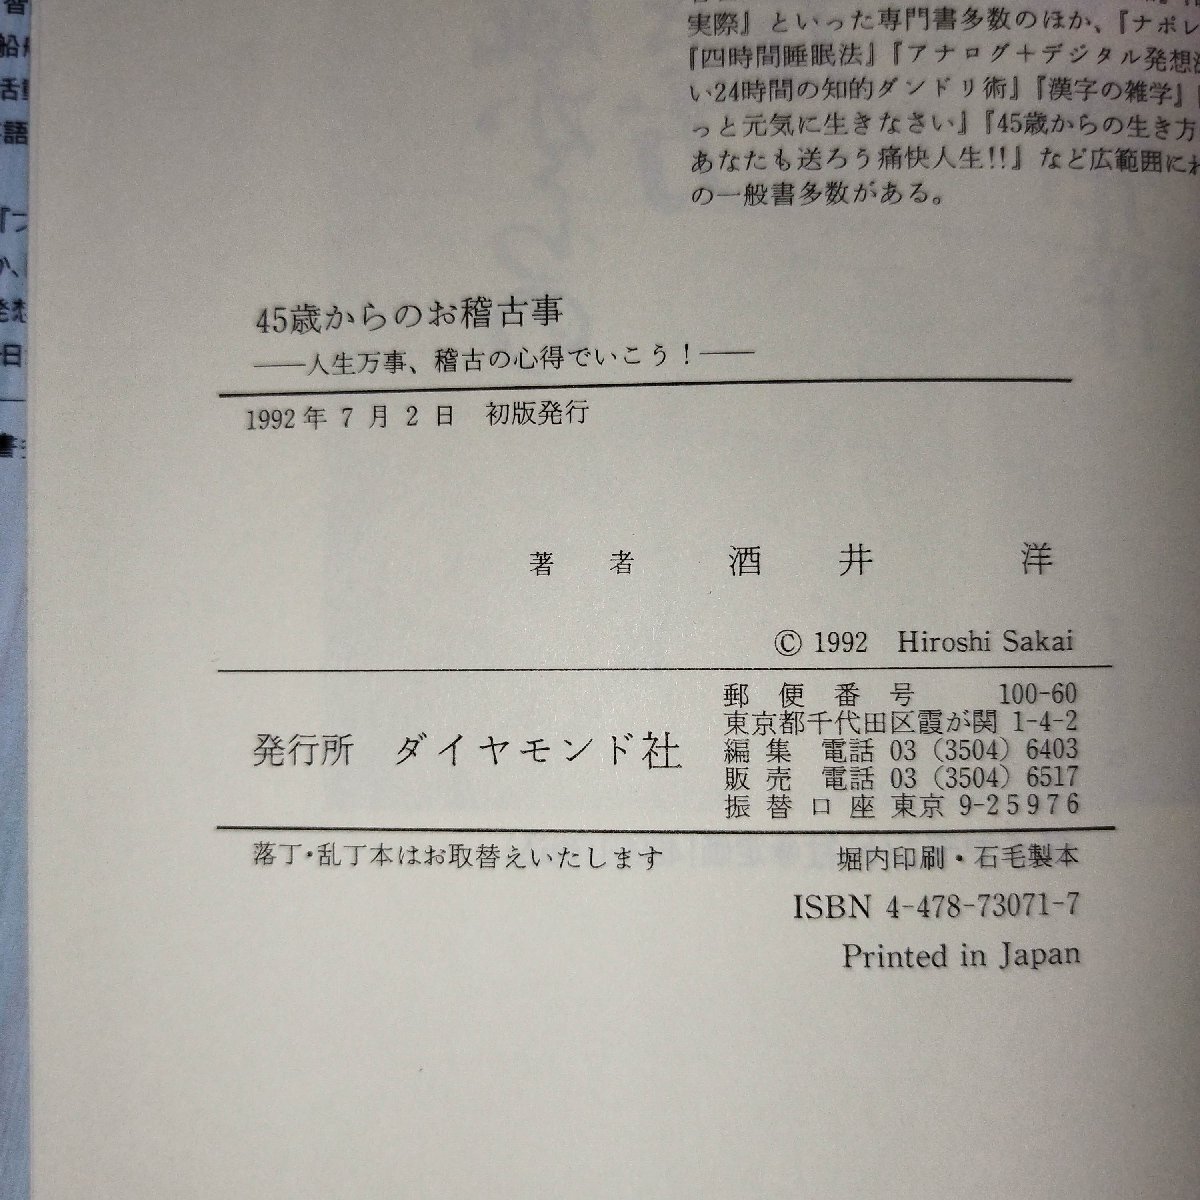 実際』といった専門書多数のほか、『ナポレ
『四時間睡眠法』『アナログ＋デジタル発想法
い24時間の知的ダンドリ術』『漢字の雑学』『
っと元気に生きなさい』『45歳からの生き方
あなたも送ろう痛快人生!!』など広範囲にわ
の一般書多数がある。
45歳からのお稽古事
——人生万事、稽古の心得でいこう！——
1992年7月2日　初版発行
著　者　酒井　洋
© 1992　Hiroshi Sakai
発行所　ダイヤモンド社
郵便番号　100-60
東京都千代田区霞が関 1-4-2
編集　電話 03（3504）6403
販売　電話 03（3504）6517
振替口座 東京 9-25976
落丁・乱丁本はお取替えいたします
堀内印刷・石毛製本
ISBN 4-478-73071-7
Printed in Japan